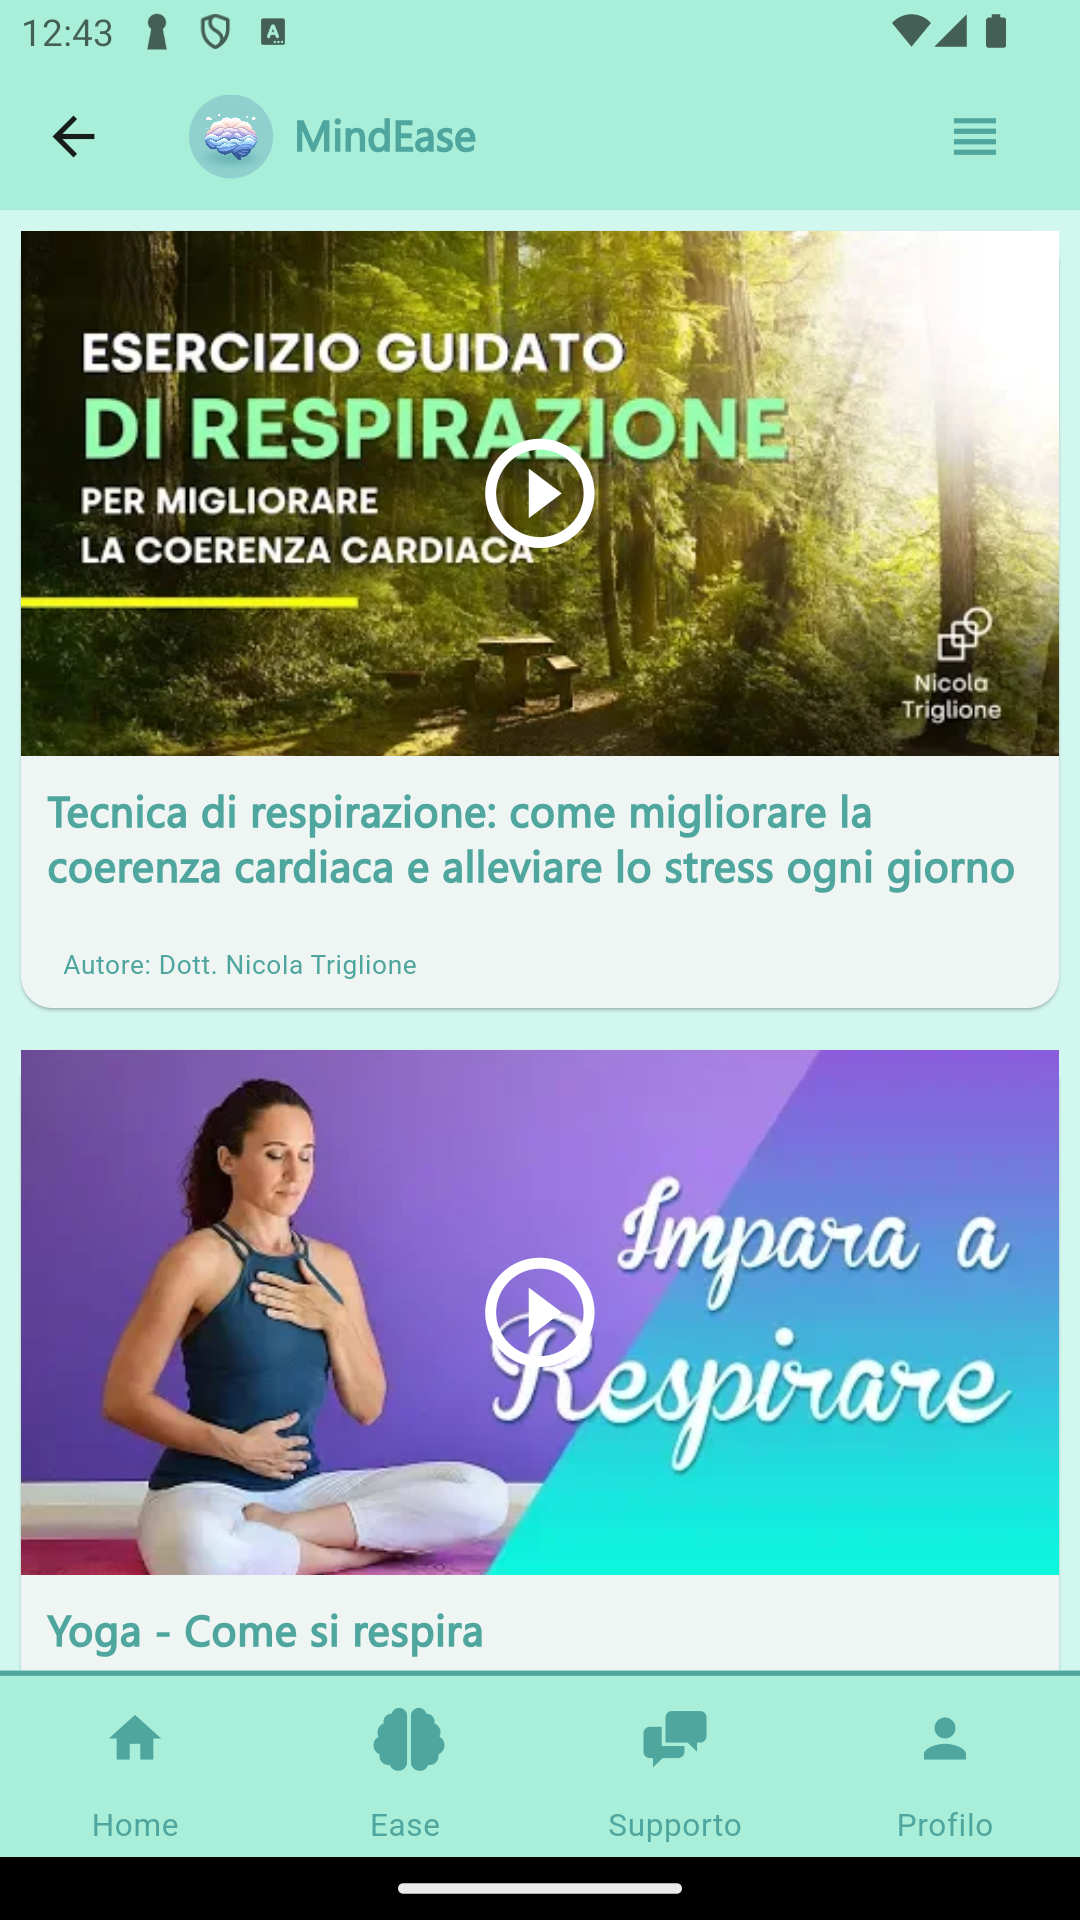 12:43
MindEase
ESERCIZIO GUIDATO
DI RESPIRAZIONE
PER MIGLIORARE
LA COERENZA CARDIACA
Nicola
Triglione
Tecnica di respirazione: come migliorare la
coerenza cardiaca e alleviare lo stress ogni giorno
Autore: Dott. Nicola Triglione
Impara a
Respirare
Yoga - Come si respira
Home
Ease
Supporto
Profilo